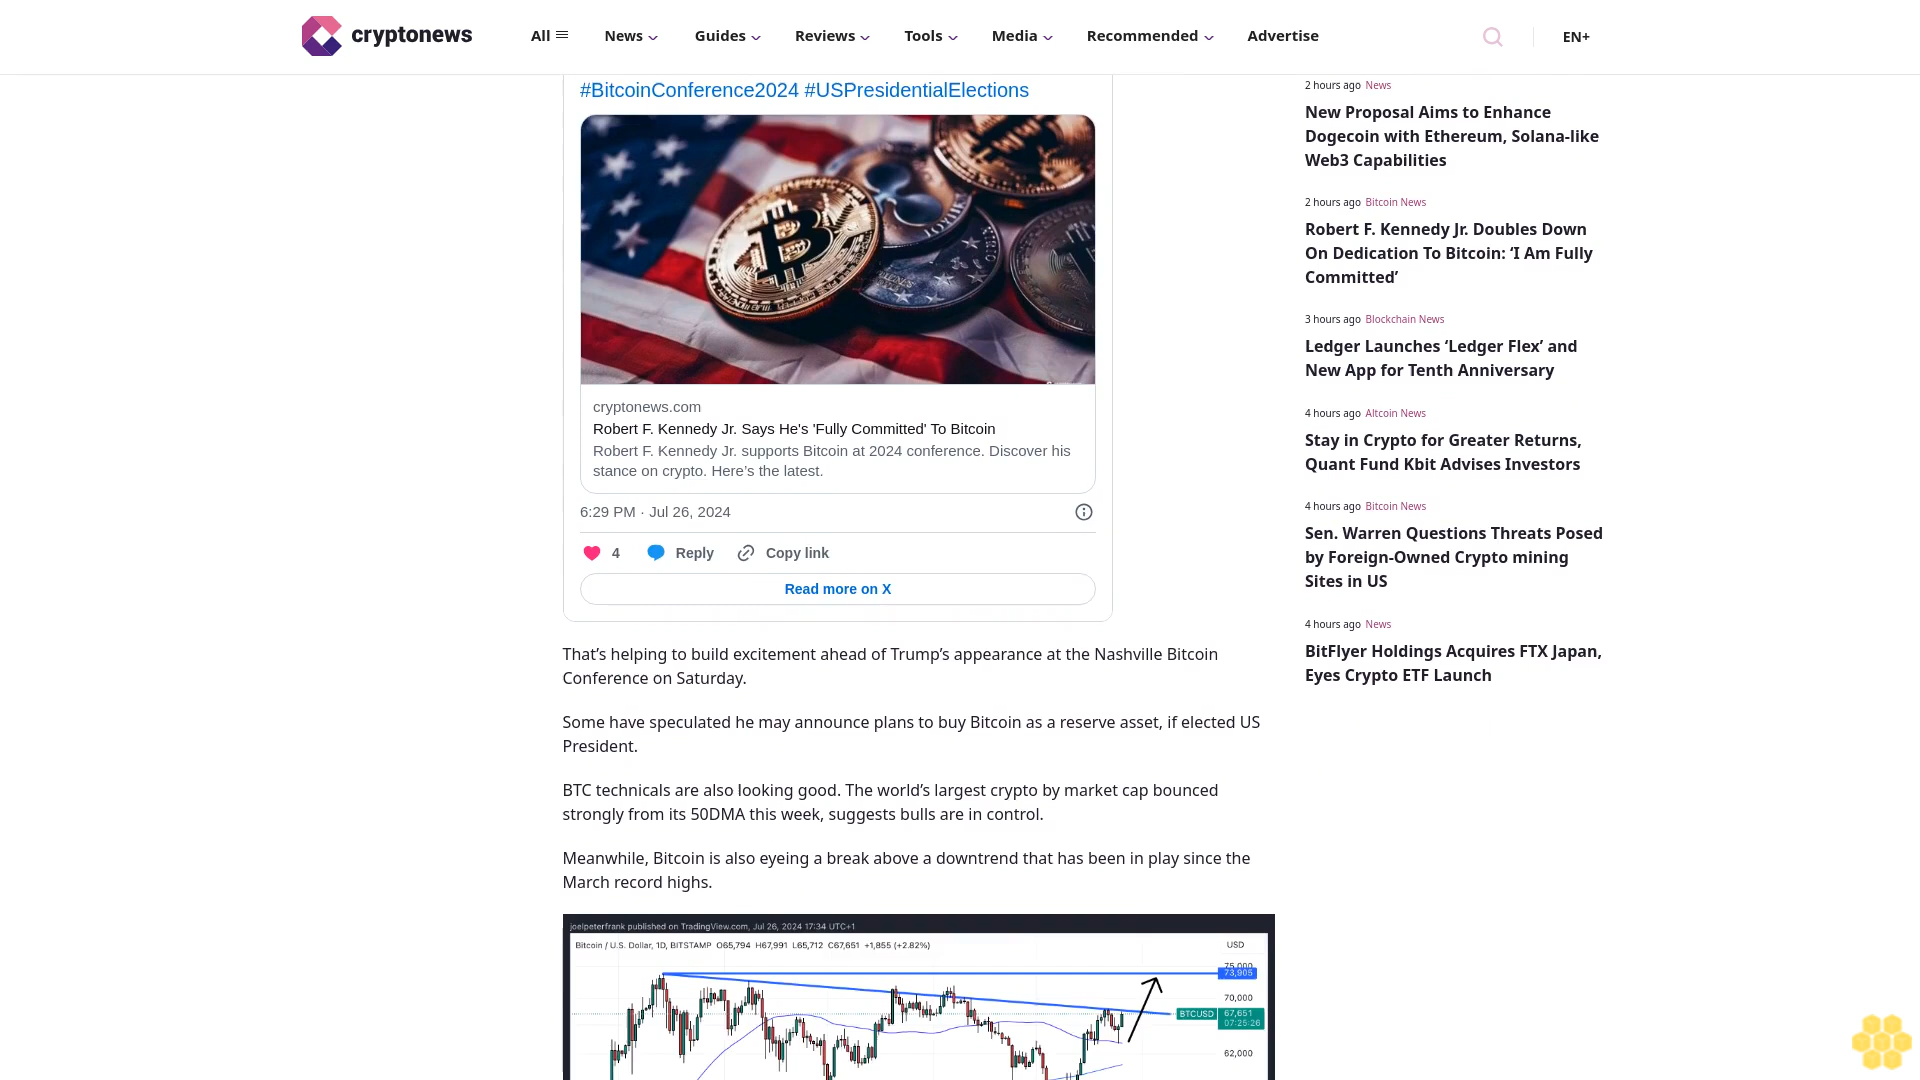 cryptonews
All
News
Guides
Reviews
Tools
Media
Recommended
Advertise
EN+
#BitcoinConference2024 #USPresidentialElections
cryptonews.com
Robert F. Kennedy Jr. Says He's 'Fully Committed' To Bitcoin
Robert F. Kennedy Jr. supports Bitcoin at 2024 conference. Discover his
stance on crypto. Here’s the latest.
6:29 PM · Jul 26, 2024
4
Reply
Copy link
Read more on X
That’s helping to build excitement ahead of Trump’s appearance at the Nashville Bitcoin
Conference on Saturday.
Some have speculated he may announce plans to buy Bitcoin as a reserve asset, if elected US
President.
BTC technicals are also looking good. The world’s largest crypto by market cap bounced
strongly from its 50DMA this week, suggests bulls are in control.
Meanwhile, Bitcoin is also eyeing a break above a downtrend that has been in play since the
March record highs.
joelpeterfrank published on TradingView.com, Jul 26, 2024 17:34 UTC+1
Bitcoin / U.S. Dollar, 1D, BITSTAMP O65,794 H67,991 L65,712 C67,651 +1,855 (+2.82%)
USD
75,000
73,905
70,000
BTCUSD 67,651
07:25:26
62,000
2 hours ago News
New Proposal Aims to Enhance
Dogecoin with Ethereum, Solana-like
Web3 Capabilities
2 hours ago Bitcoin News
Robert F. Kennedy Jr. Doubles Down
On Dedication To Bitcoin: ‘I Am Fully
Committed’
3 hours ago Blockchain News
Ledger Launches ‘Ledger Flex’ and
New App for Tenth Anniversary
4 hours ago Altcoin News
Stay in Crypto for Greater Returns,
Quant Fund Kbit Advises Investors
4 hours ago Bitcoin News
Sen. Warren Questions Threats Posed
by Foreign-Owned Crypto mining
Sites in US
4 hours ago News
BitFlyer Holdings Acquires FTX Japan,
Eyes Crypto ETF Launch